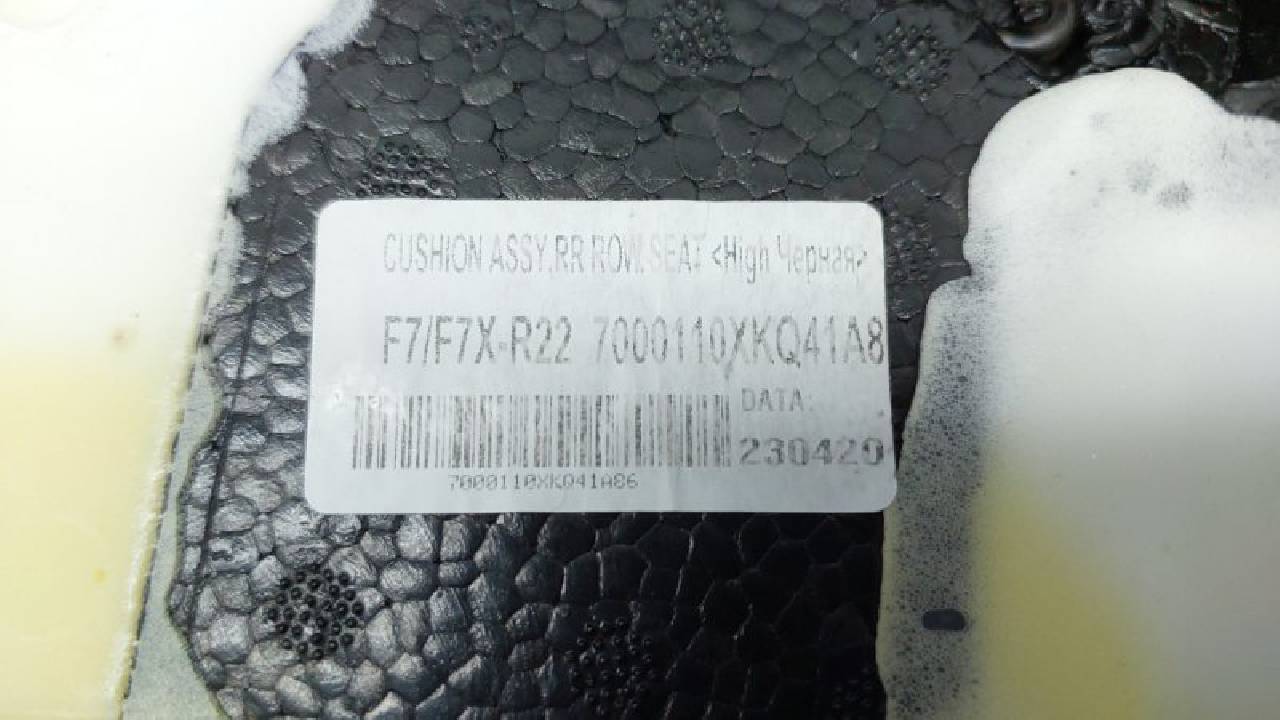 CUSHION ASSY.RR ROW.SEAT <High Черная>
F7/F7X-R22 7000110XKQ41A8
DATA:
230420
7000110XKQ41A86